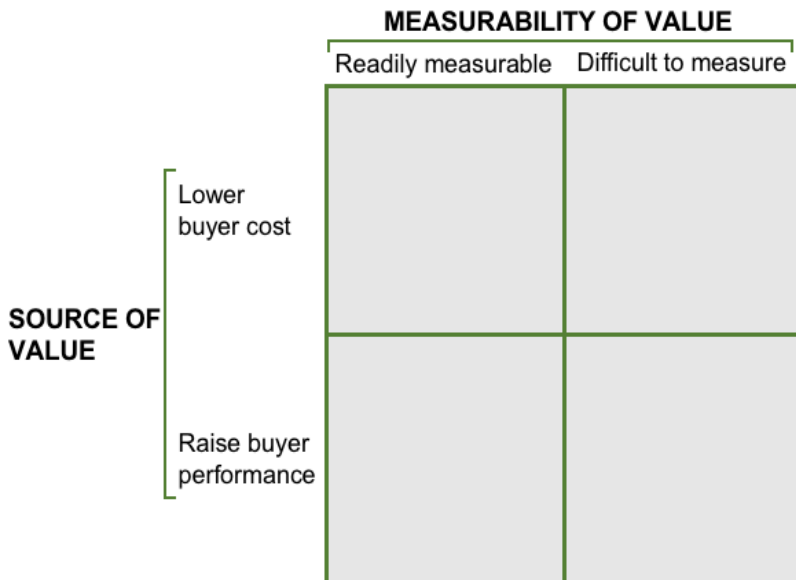 MEASURABILITY OF VALUE
Readily measurable
Difficult to measure
Lower
buyer cost
SOURCE OF
VALUE
Raise buyer
performance